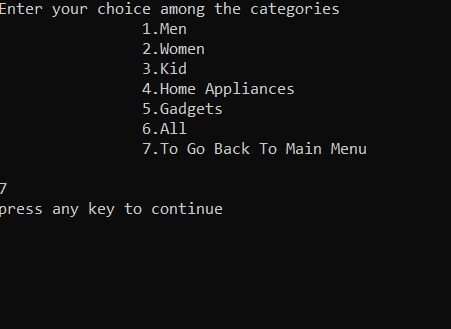 Enter your choice among the categories
1.Men
2.Women
3.Kid
4.Home Appliances
5.Gadgets
6.All
7.To Go Back To Main Menu
7
press any key to continue